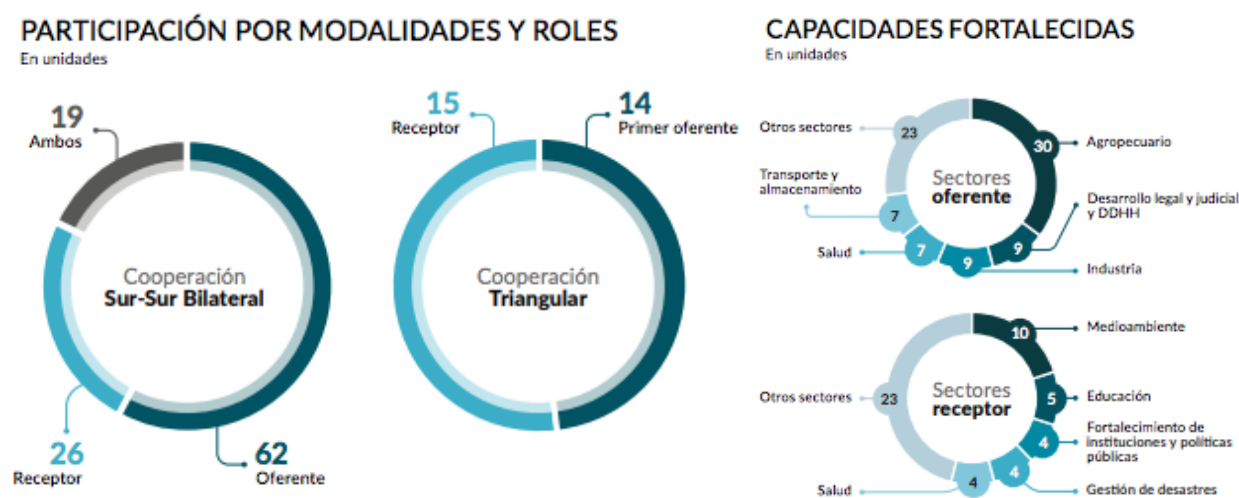 PARTICIPACIÓN POR MODALIDADES Y ROLES
En unidades
19
Ambos
Cooperación
Sur-Sur Bilateral
26
Receptor
62
Oferente
15
Receptor
14
Primer oferente
Cooperación
Triangular
CAPACIDADES FORTALECIDAS
En unidades
Otros sectores
23
30
Agropecuario
Sectores
oferente
Transporte y
almacenamiento
7
Desarrollo legal y judicial
y DDHH
9
Salud
7
9
Industria
10
Medioambiente
Sectores
receptor
Otros sectores
23
5
Educación
4
Fortalecimiento de
instituciones y políticas
públicas
Salud
4
4
Gestión de desastres